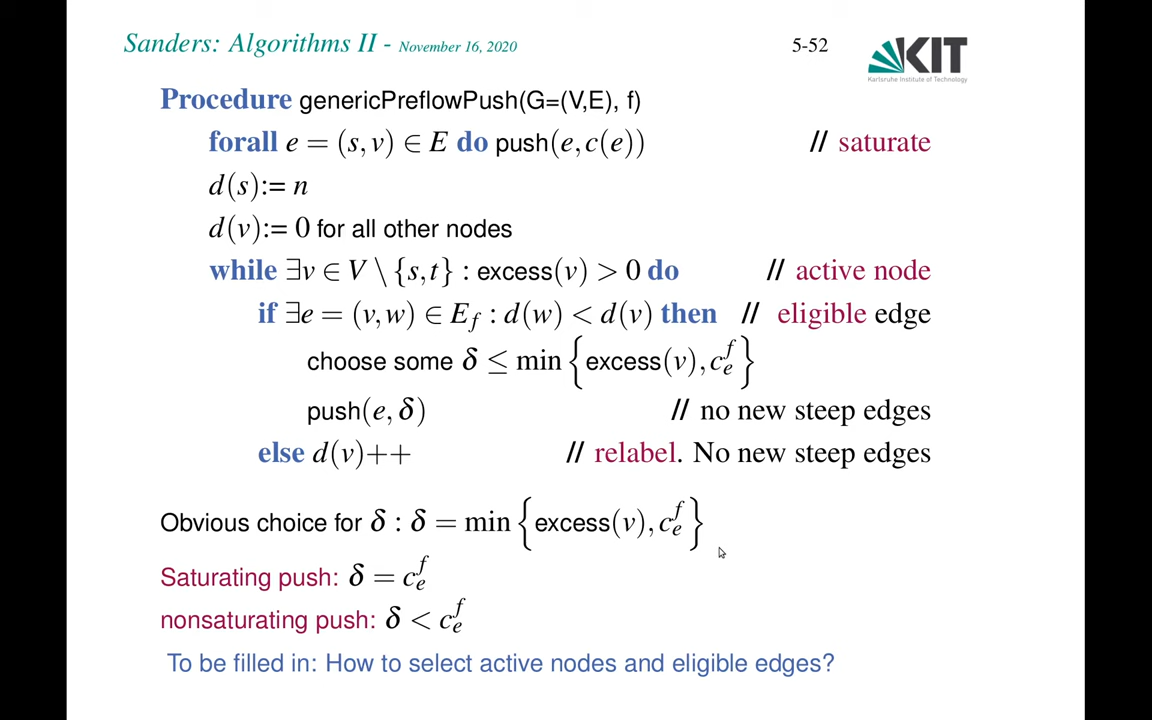 Sanders: Algorithms II - November 16, 2020 5-52
KIT
Karlsruhe Institute of Technology
Procedure genericPreflowPush(G=(V,E), f)
forall e = (s, v) ∈ E do push(e, c(e)) // saturate
d(s):= n
d(v):= 0 for all other nodes
while ∃v ∈ V \ {s,t} : excess(v) > 0 do // active node
if ∃e = (v, w) ∈ E_f : d(w) < d(v) then // eligible edge
choose some δ ≤ min {excess(v), c_e^f}
push(e, δ) // no new steep edges
else d(v)++ // relabel. No new steep edges
Obvious choice for δ : δ = min {excess(v), c_e^f}
Saturating push: δ = c_e^f
nonsaturating push: δ < c_e^f
To be filled in: How to select active nodes and eligible edges?